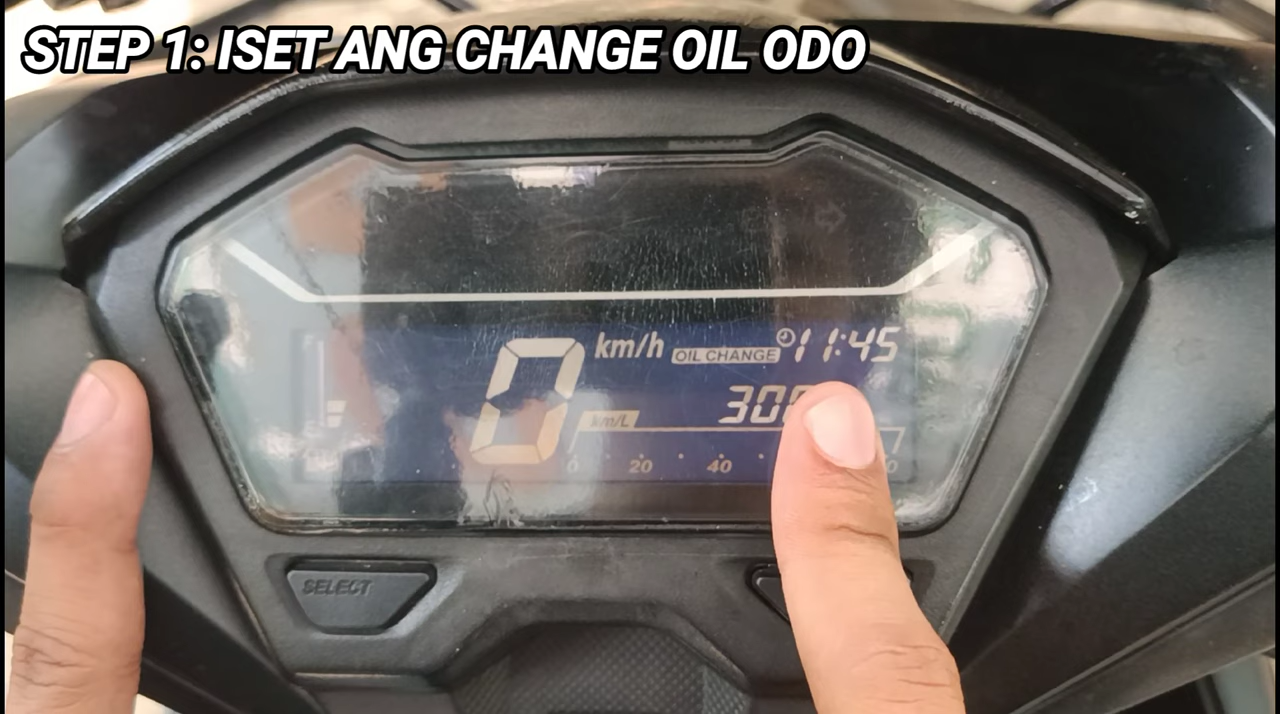 STEP 1: ISET ANG CHANGE OIL ODO
km/h OIL CHANGE 11:45
0
km/L
0 20 40
SELECT